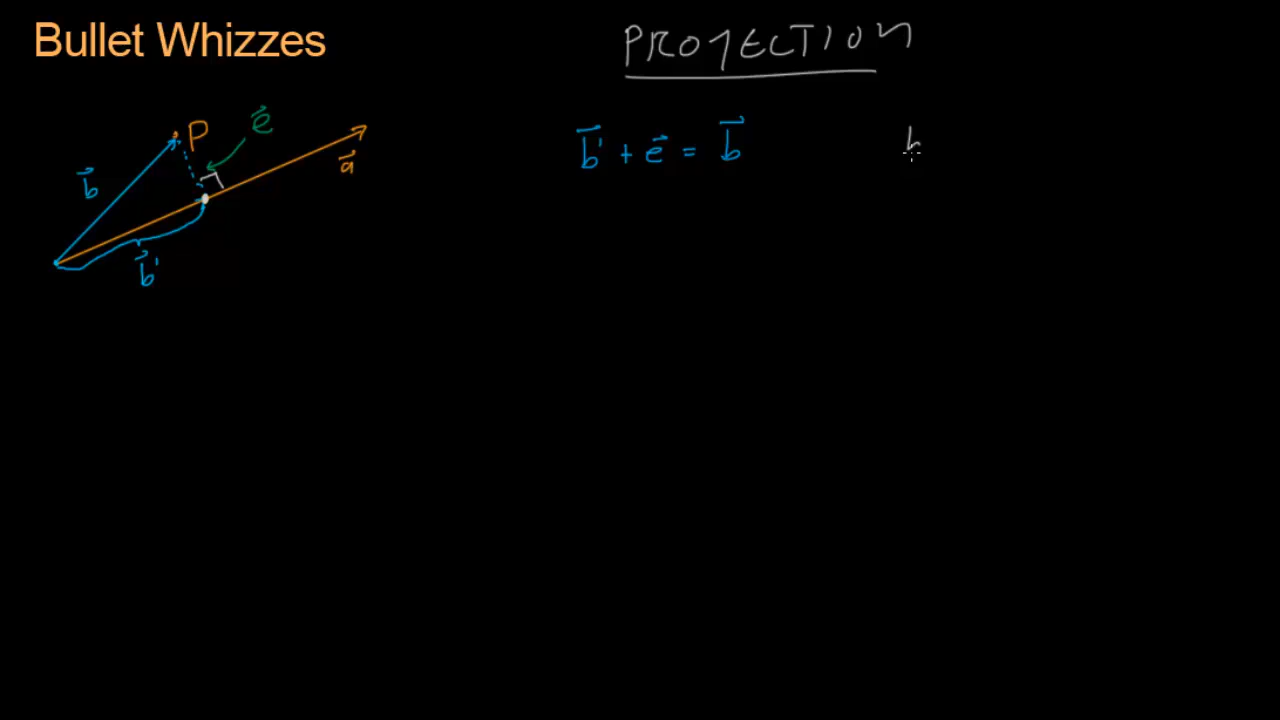 Bullet Whizzes
PROJECTION
P
e⃗
a⃗
b⃗
b⃗'
b⃗' + e⃗ = b⃗